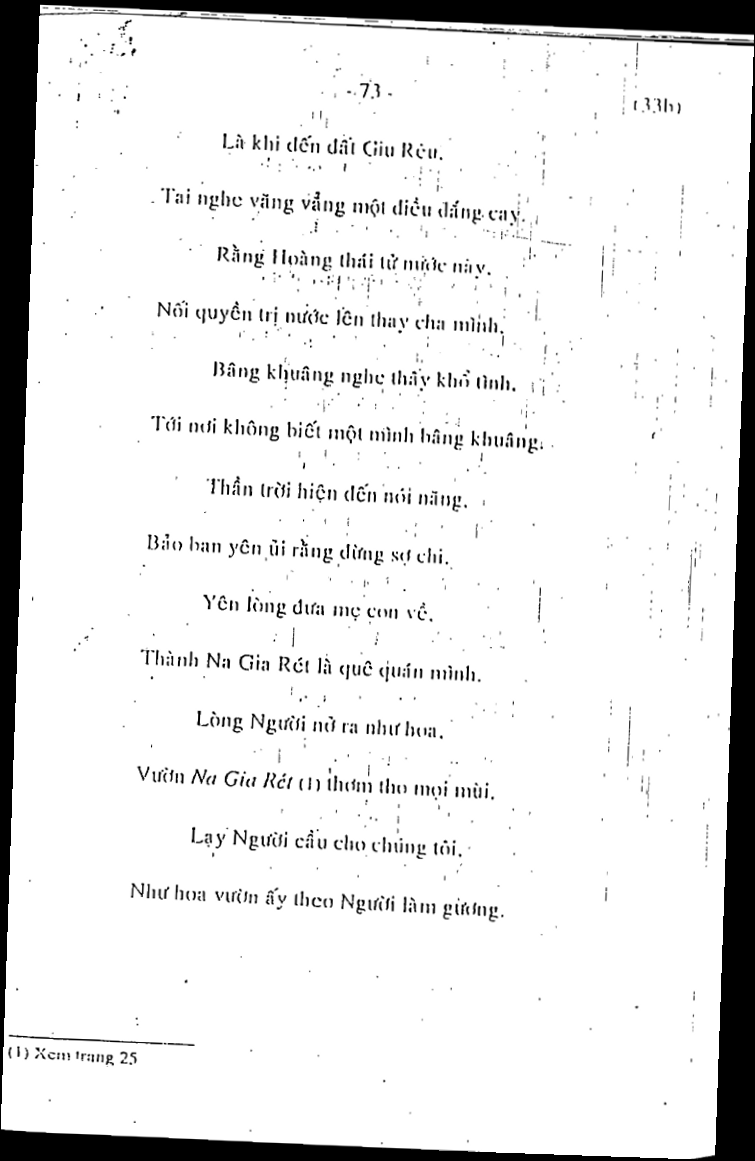 - 73 -
(33b)
Là khi đến đất Giu Rêu.
Tai nghe văng vẳng một điều đắng cay.
Rằng Hoàng thái tử nước này.
Nối quyền trị nước lên thay cha mình.
Bâng khuâng nghe thấy khổ tình.
Tới nơi không biết một mình bâng khuâng.
Thần trời hiện đến nói năng.
Bảo ban yên ủi rằng đừng sợ chi.
Yên lòng đưa mẹ con về.
Thành Na Gia Rét là quê quán mình.
Lòng Người nở ra như hoa.
Vườn Na Gia Rét (1) thơm tho mọi mùi.
Lạy Người cầu cho chúng tôi.
Như hoa vườn ấy theo Người làm gương.
(1) Xem trang 25